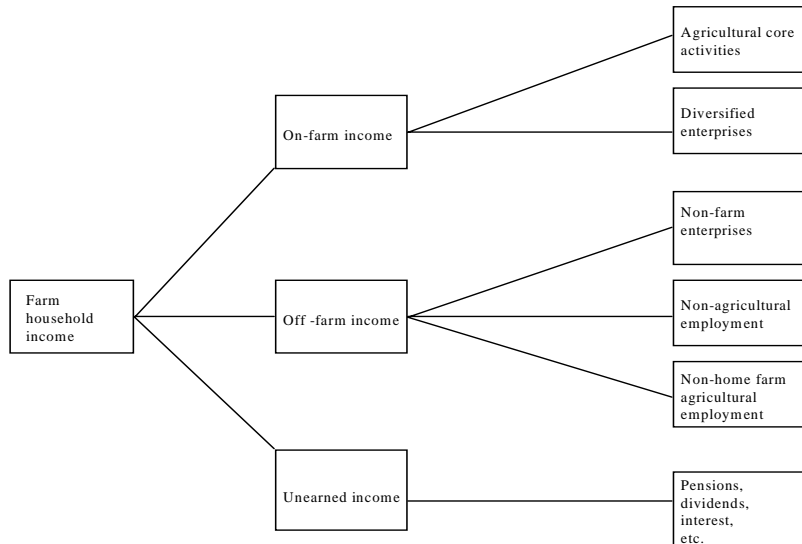 Agricultural core
activities
On-farm income
Diversified
enterprises
Non-farm
enterprises
Farm
household
income
Off -farm income
Non-agricultural
employment
Non-home farm
agricultural
employment
Unearned income
Pensions,
dividends,
interest,
etc.